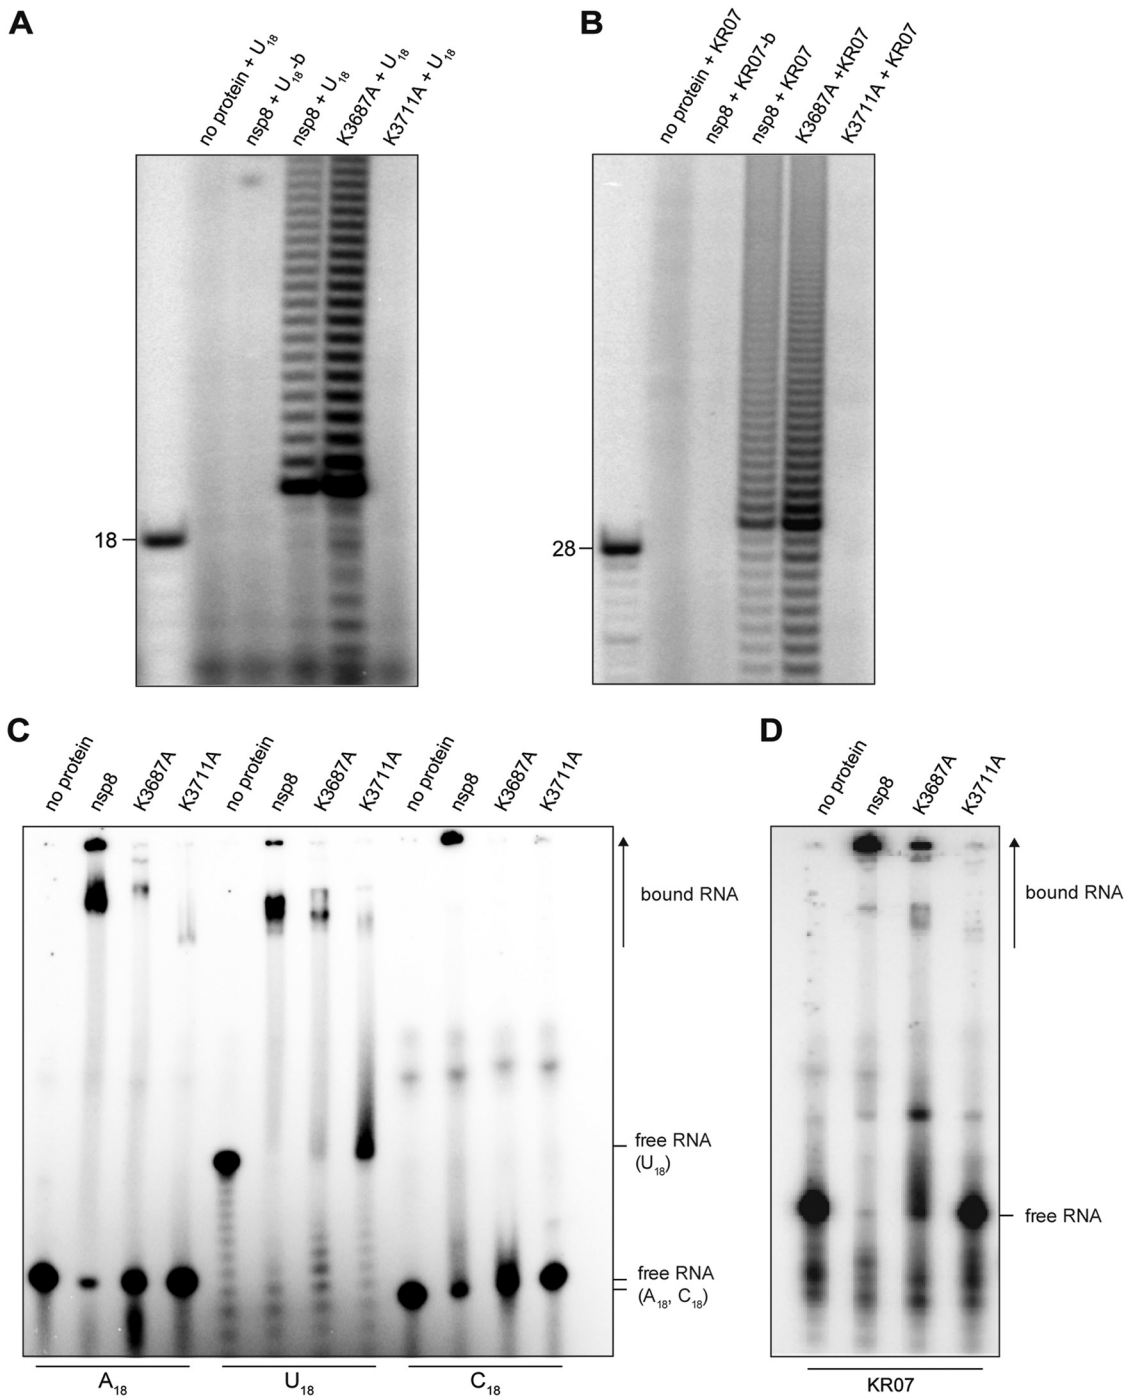 A
no protein + U18
nsp8 + U18-b
nsp8 + U18
K3687A + U18
K3711A + U18
18
B
no protein + KR07
nsp8 + KR07-b
nsp8 + KR07
K3687A +KR07
K3711A + KR07
28
C
no protein
nsp8
K3687A
K3711A
no protein
nsp8
K3687A
K3711A
no protein
nsp8
K3687A
K3711A
bound RNA
free RNA
(U18)
free RNA
(A18, C18)
A18
U18
C18
D
no protein
nsp8
K3687A
K3711A
bound RNA
free RNA
KR07